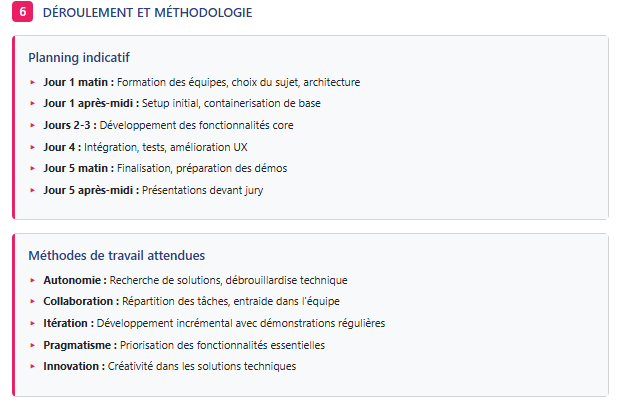 6 DÉROULEMENT ET MÉTHODOLOGIE
Planning indicatif
▸ Jour 1 matin : Formation des équipes, choix du sujet, architecture
▸ Jour 1 après-midi : Setup initial, containerisation de base
▸ Jours 2-3 : Développement des fonctionnalités core
▸ Jour 4 : Intégration, tests, amélioration UX
▸ Jour 5 matin : Finalisation, préparation des démos
▸ Jour 5 après-midi : Présentations devant jury
Méthodes de travail attendues
▸ Autonomie : Recherche de solutions, débrouillardise technique
▸ Collaboration : Répartition des tâches, entraide dans l'équipe
▸ Itération : Développement incrémental avec démonstrations régulières
▸ Pragmatisme : Priorisation des fonctionnalités essentielles
▸ Innovation : Créativité dans les solutions techniques